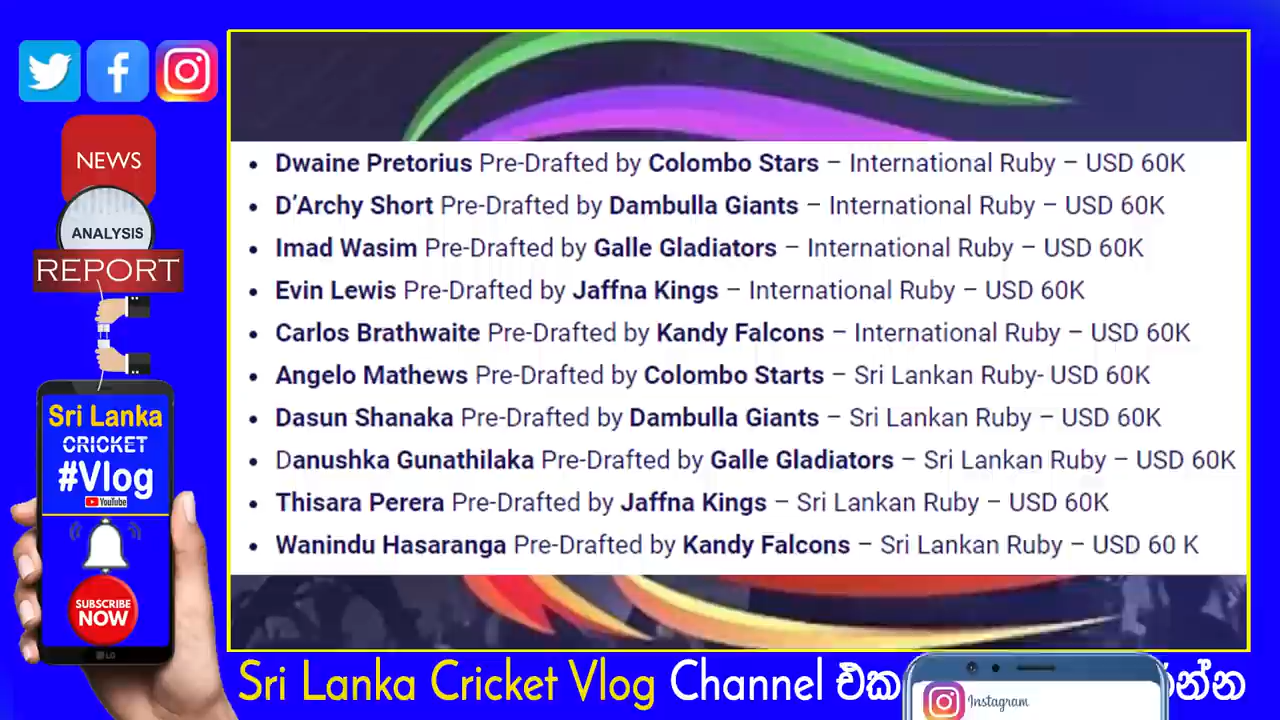 NEWS
ANALYSIS
REPORT
Sri Lanka
CRICKET
#Vlog
YouTube
SUBSCRIBE
NOW
LG
• Dwaine Pretorius Pre-Drafted by Colombo Stars – International Ruby – USD 60K
• D’Archy Short Pre-Drafted by Dambulla Giants – International Ruby – USD 60K
• Imad Wasim Pre-Drafted by Galle Gladiators – International Ruby – USD 60K
• Evin Lewis Pre-Drafted by Jaffna Kings – International Ruby – USD 60K
• Carlos Brathwaite Pre-Drafted by Kandy Falcons – International Ruby – USD 60K
• Angelo Mathews Pre-Drafted by Colombo Starts – Sri Lankan Ruby- USD 60K
• Dasun Shanaka Pre-Drafted by Dambulla Giants – Sri Lankan Ruby – USD 60K
• Danushka Gunathilaka Pre-Drafted by Galle Gladiators – Sri Lankan Ruby – USD 60K
• Thisara Perera Pre-Drafted by Jaffna Kings – Sri Lankan Ruby – USD 60K
• Wanindu Hasaranga Pre-Drafted by Kandy Falcons – Sri Lankan Ruby – USD 60 K
Sri Lanka Cricket Vlog Channel එක
Instagram